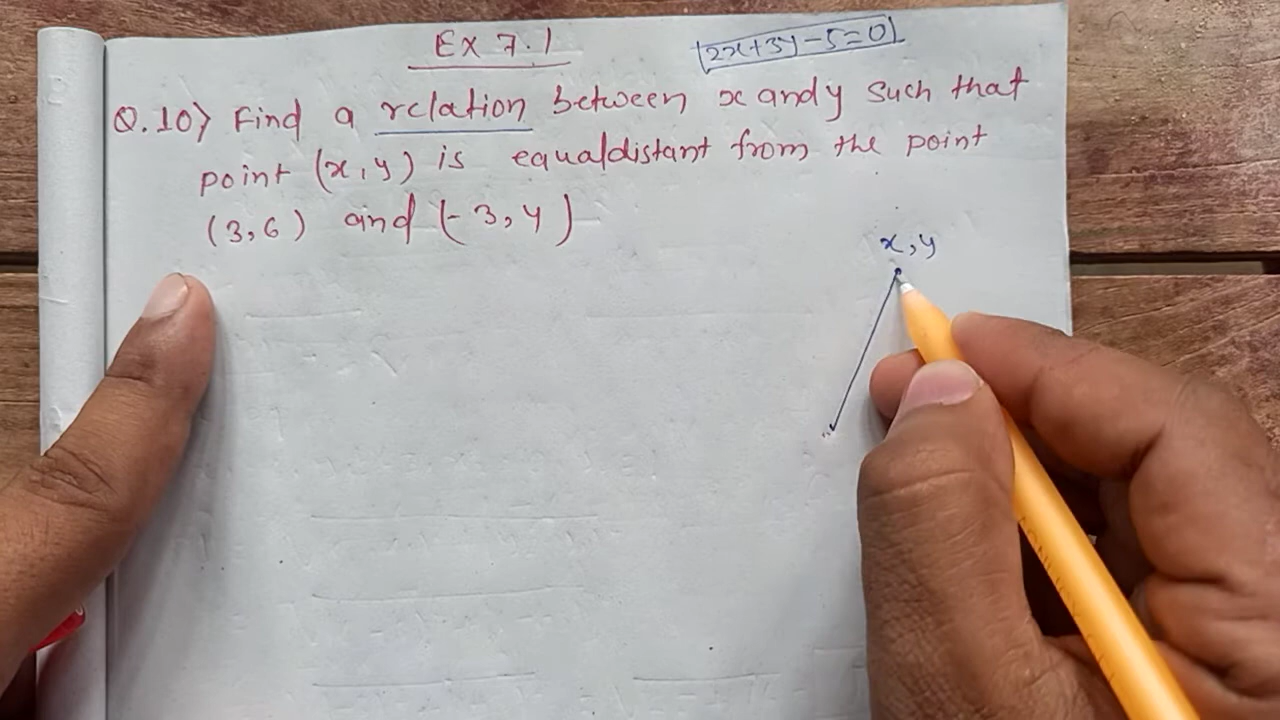 Ex 7.1
2x+3y-5=0
Q.10) Find a relation between x and y such that
point (x,y) is equaldistant from the point
(3,6) and (-3,4)
x,y